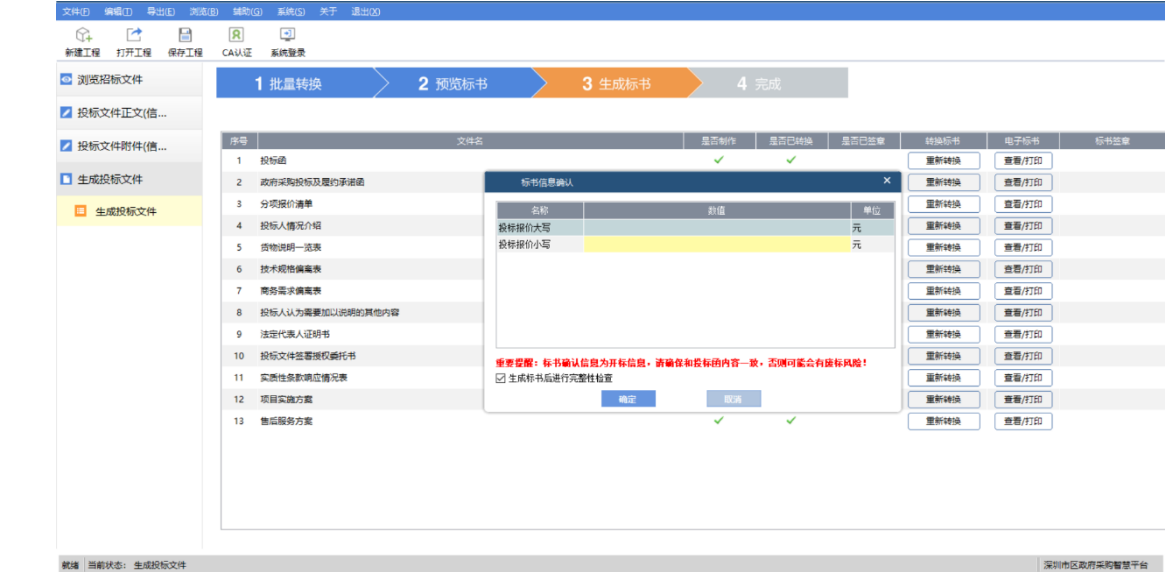 文件(F) 编辑(T) 导出(E) 浏览(B) 辅助(G) 系统(S) 关于 退出(X)
新建工程 打开工程 保存工程 CA认证 系统登录
浏览招标文件
投标文件正文(信...
投标文件附件(信...
生成投标文件
生成投标文件
1 批量转换 2 预览标书 3 生成标书 4 完成
序号 文件名 是否制作 是否已转换 是否已签章 转换标书 电子标书 标书签章
1 投标函 ✓ ✓ 重新转换 查看/打印
2 政府采购投标及履约承诺函 重新转换 查看/打印
3 分项报价清单 重新转换 查看/打印
4 投标人情况介绍 重新转换 查看/打印
5 货物说明一览表 重新转换 查看/打印
6 技术规格偏离表 重新转换 查看/打印
7 商务需求偏离表 重新转换 查看/打印
8 投标人认为需要加以说明的其他内容 重新转换 查看/打印
9 法定代表人证明书 重新转换 查看/打印
10 投标文件签署授权委托书 重新转换 查看/打印
11 实质性条款响应情况表 重新转换 查看/打印
12 项目实施方案 重新转换 查看/打印
13 售后服务方案 ✓ ✓ 重新转换 查看/打印
标书信息确认 ×
名称 数值 单位
投标报价大写 元
投标报价小写 元
重要提醒：标书确认信息为开标信息，请确保和投标函内容一致，否则可能会有废标风险！
生成标书后进行完整性检查
确定 取消
就绪 当前状态: 生成投标文件 深圳市区政府采购智慧平台